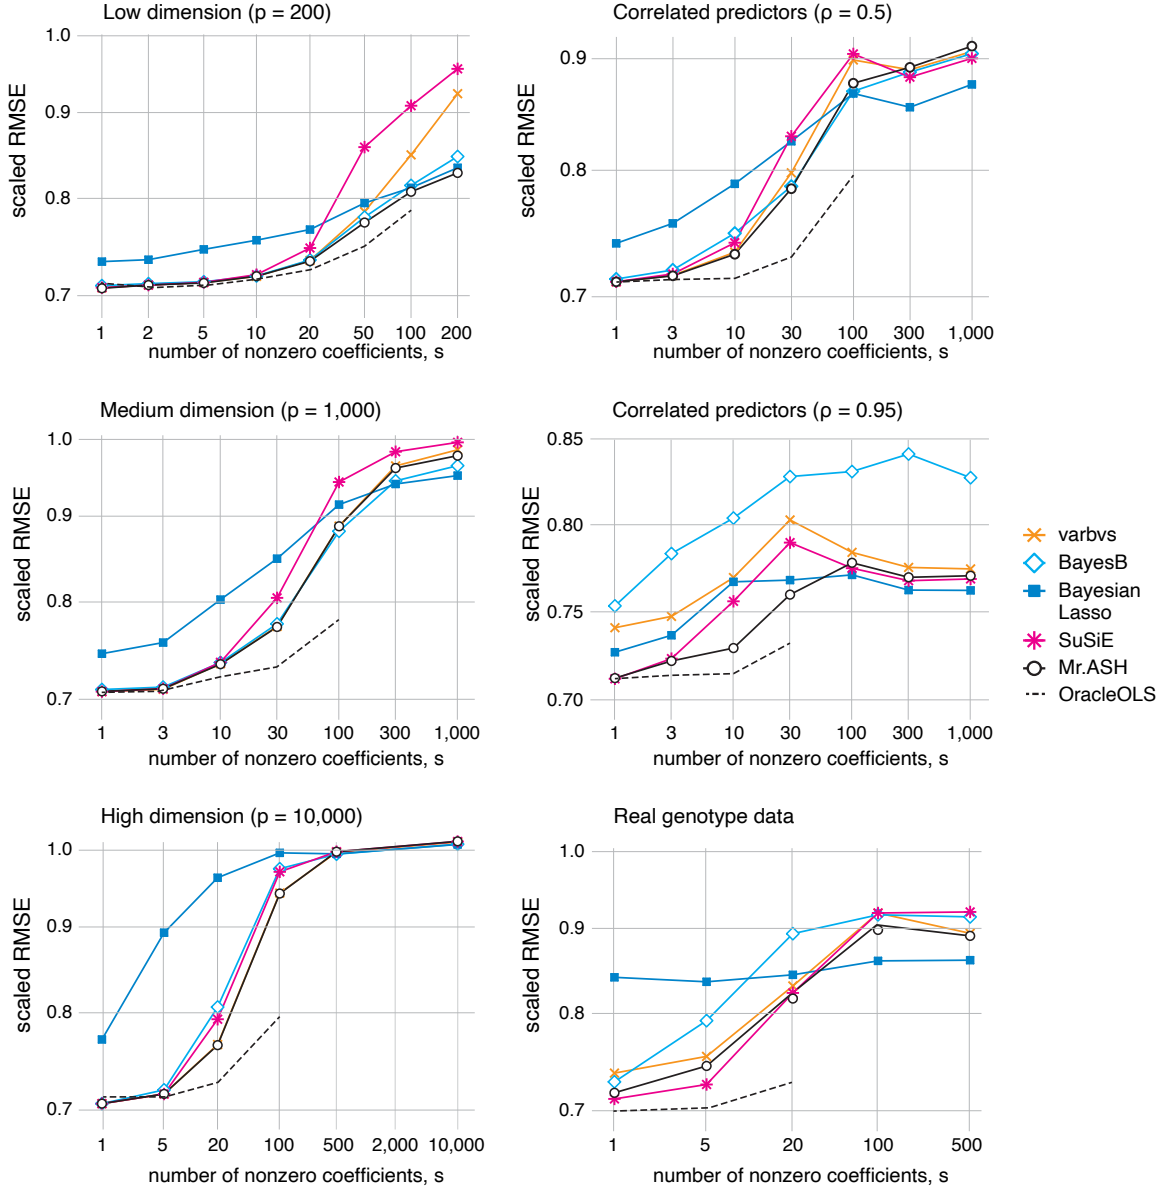 Low dimension (p = 200)
scaled RMSE
1.0
0.9
0.8
0.7
1 2 5 10 20 50 100 200
number of nonzero coefficients, s
Correlated predictors (ρ = 0.5)
scaled RMSE
0.9
0.8
0.7
1 3 10 30 100 300 1,000
number of nonzero coefficients, s
Medium dimension (p = 1,000)
scaled RMSE
1.0
0.9
0.8
0.7
1 3 10 30 100 300 1,000
number of nonzero coefficients, s
Correlated predictors (ρ = 0.95)
scaled RMSE
0.85
0.80
0.75
0.70
1 3 10 30 100 300 1,000
number of nonzero coefficients, s
varbvs
BayesB
Bayesian
Lasso
SuSiE
Mr.ASH
OracleOLS
High dimension (p = 10,000)
scaled RMSE
1.0
0.9
0.8
0.7
1 5 20 100 500 2,000 10,000
number of nonzero coefficients, s
Real genotype data
scaled RMSE
1.0
0.9
0.8
0.7
1 5 20 100 500
number of nonzero coefficients, s